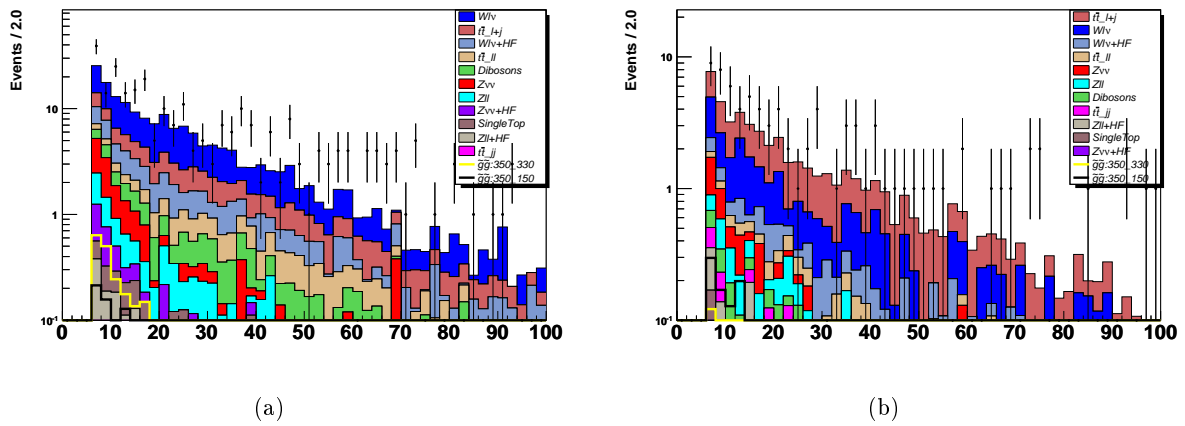 Events / 2.0
10
1
10⁻¹
0 10 20 30 40 50 60 70 80 90 100
Wlν
tt̄_l+j
Wlν+HF
tt̄_ll
Dibosons
Zνν
Zll
Zνν+HF
SingleTop
Zll+HF
tt̄_jj
g̃g̃:350_330
g̃g̃:350_150
(a)
Events / 2.0
10
1
10⁻¹
0 10 20 30 40 50 60 70 80 90 100
tt̄_l+j
Wlν
Wlν+HF
tt̄_ll
Zνν
Zll
Dibosons
tt̄_jj
Zll+HF
SingleTop
Zνν+HF
g̃g̃:350_330
g̃g̃:350_150
(b)